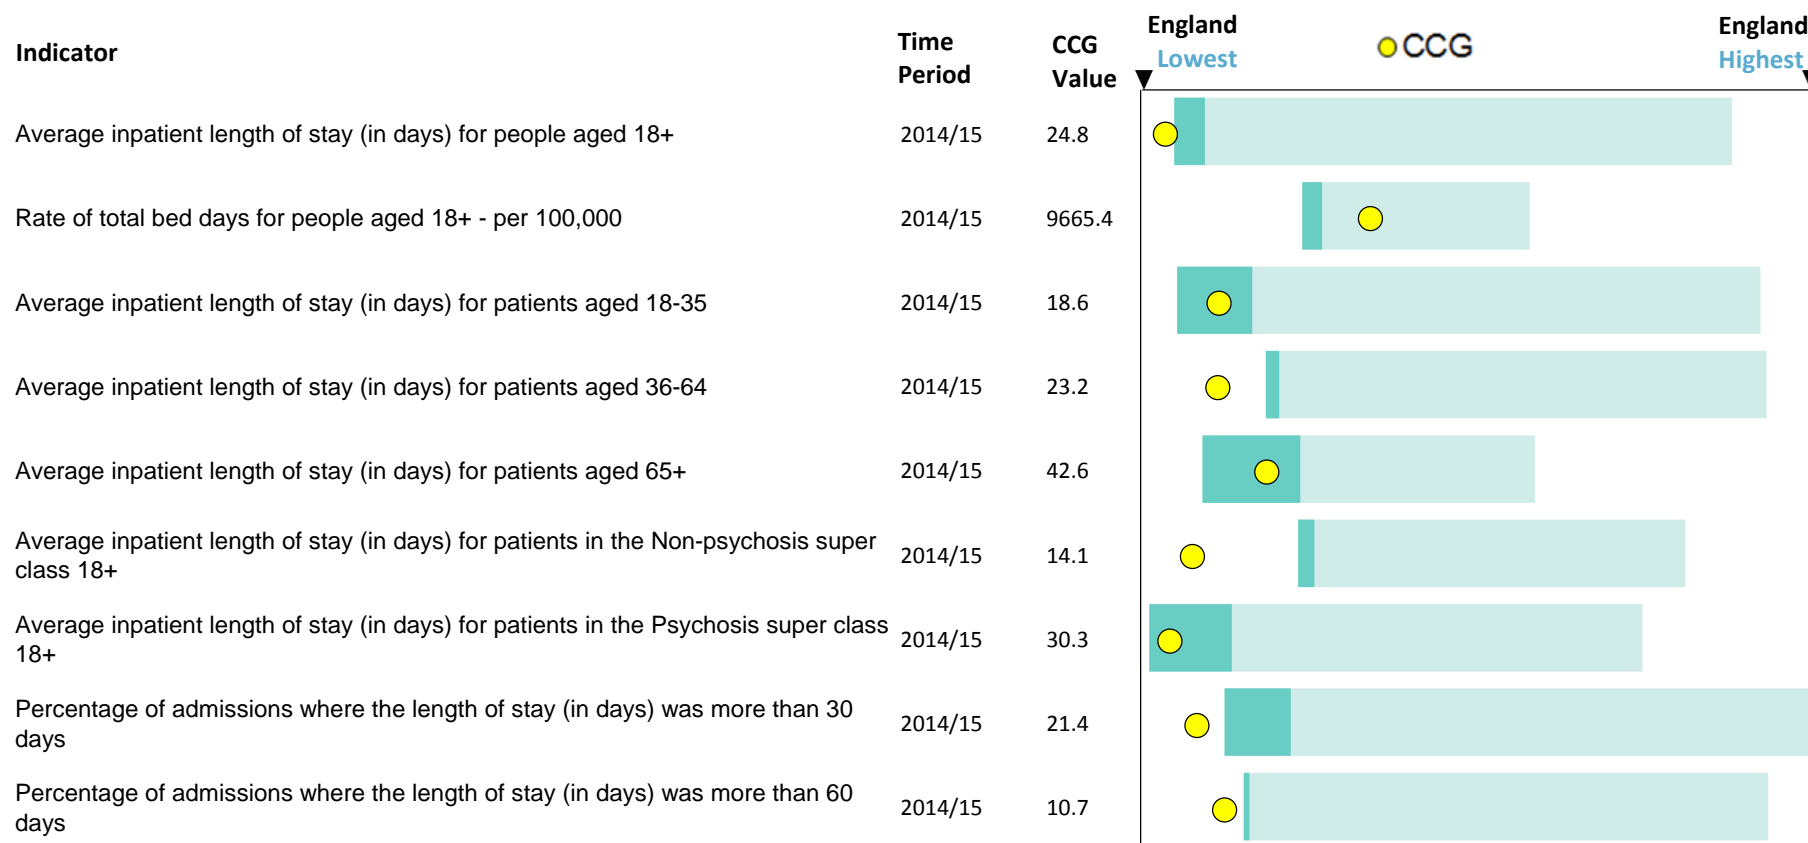 Indicator
Time Period
CCG Value
England Lowest
CCG
England Highest
Average inpatient length of stay (in days) for people aged 18+ 2014/15 24.8
Rate of total bed days for people aged 18+ - per 100,000 2014/15 9665.4
Average inpatient length of stay (in days) for patients aged 18-35 2014/15 18.6
Average inpatient length of stay (in days) for patients aged 36-64 2014/15 23.2
Average inpatient length of stay (in days) for patients aged 65+ 2014/15 42.6
Average inpatient length of stay (in days) for patients in the Non-psychosis super
class 18+
2014/15 14.1
Average inpatient length of stay (in days) for patients in the Psychosis super class
18+
2014/15 30.3
Percentage of admissions where the length of stay (in days) was more than 30
days
2014/15 21.4
Percentage of admissions where the length of stay (in days) was more than 60
days
2014/15 10.7